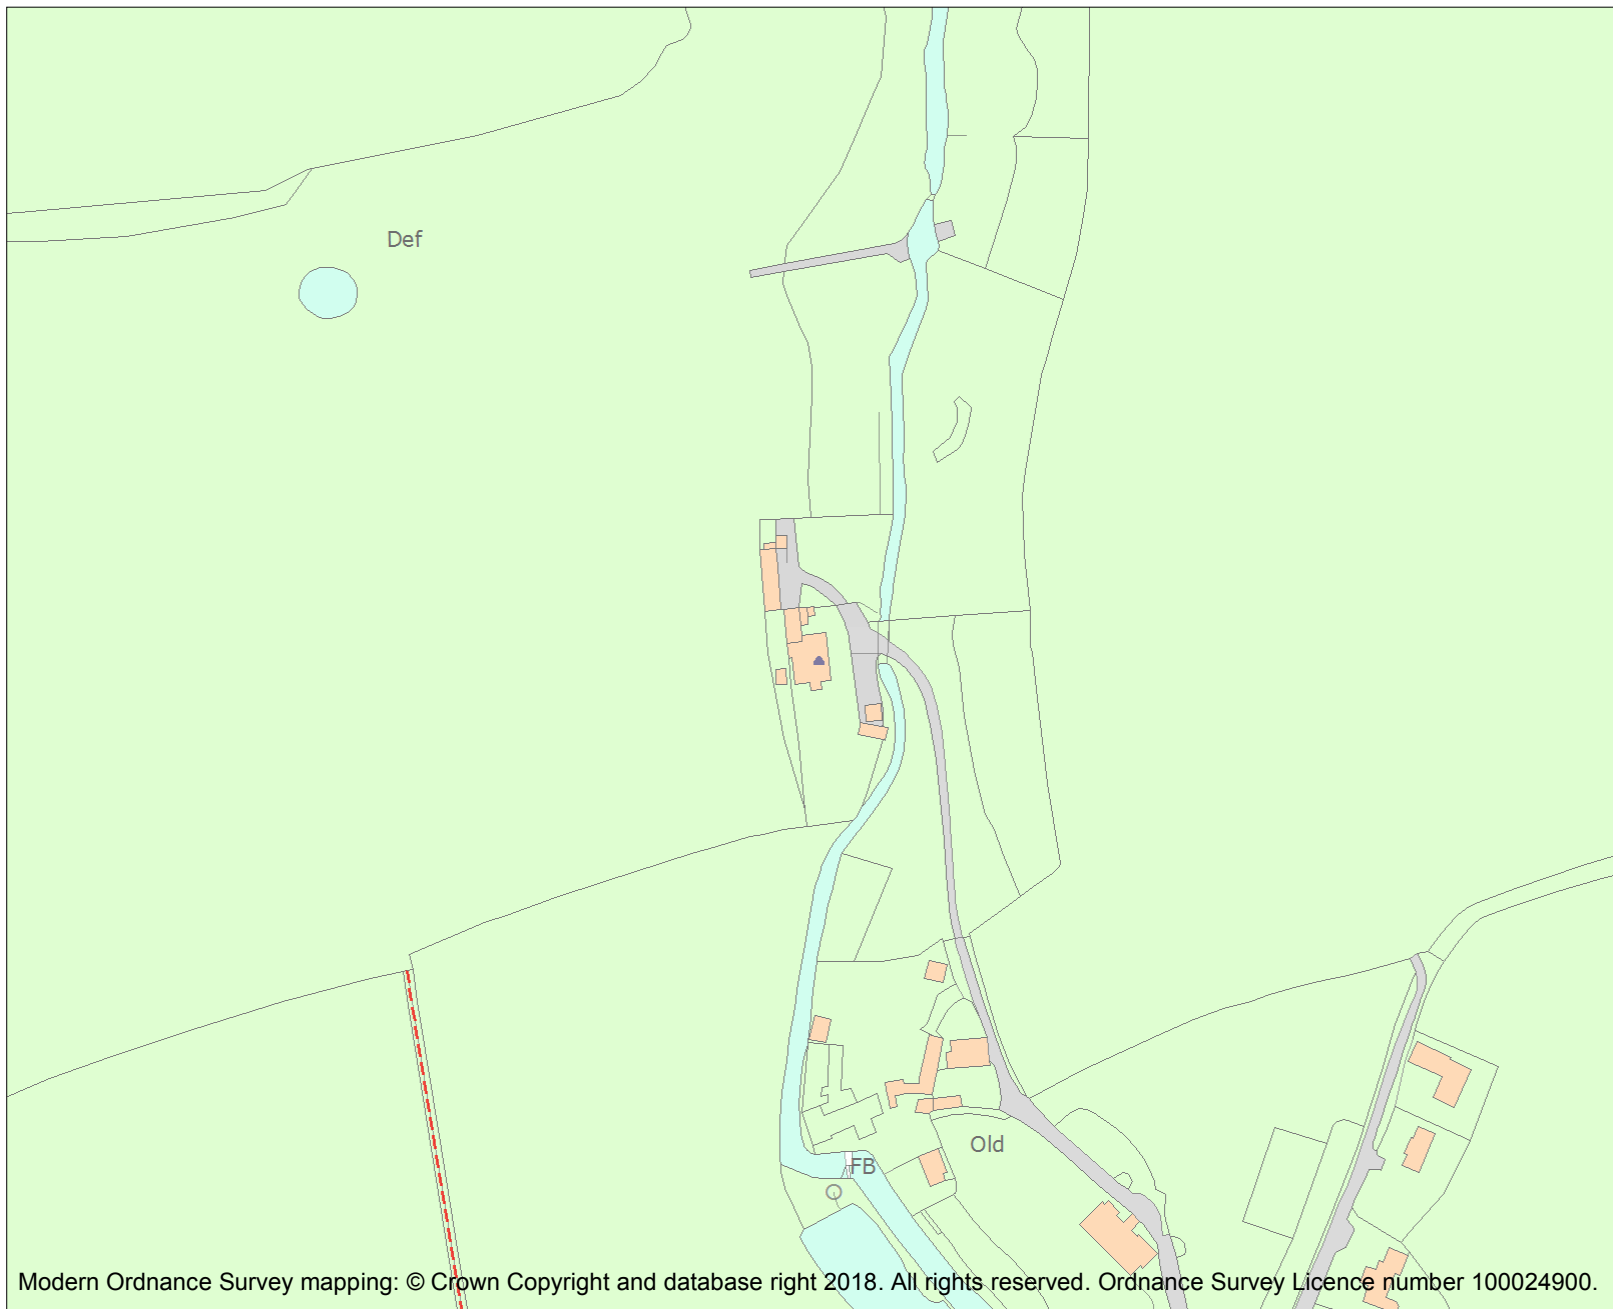 Def
Old
FB
Modern Ordnance Survey mapping: © Crown Copyright and database right 2018. All rights reserved. Ordnance Survey Licence number 100024900.